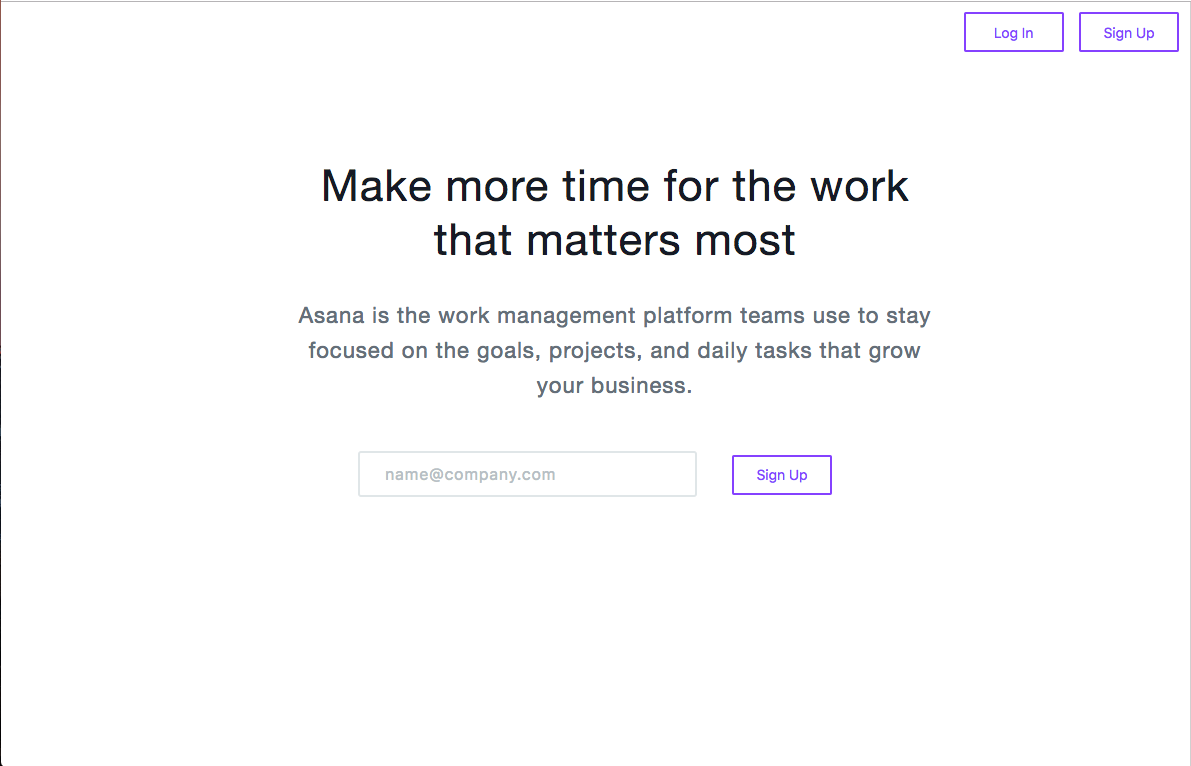 Log In
Sign Up
Make more time for the work
that matters most
Asana is the work management platform teams use to stay
focused on the goals, projects, and daily tasks that grow
your business.
name@company.com
Sign Up